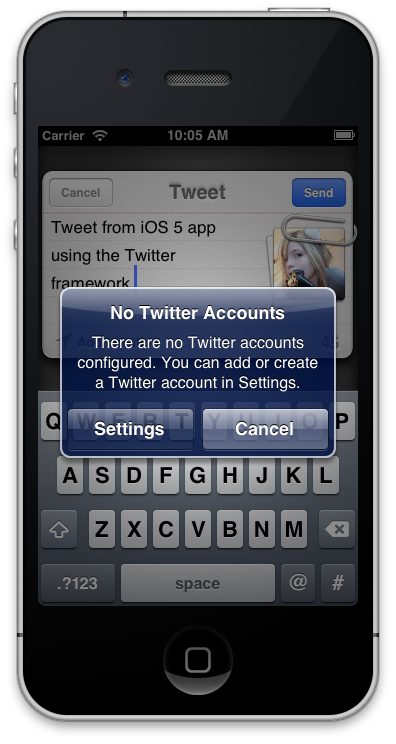 Carrier 10:05 AM
Cancel Tweet Send
Tweet from iOS 5 app
using the Twitter
framework
No Twitter Accounts
There are no Twitter accounts
configured. You can add or create
a Twitter account in Settings.
Settings Cancel
Q W E R T Y U I O P
A S D F G H J K L
Z X C V B N M
.?123 space @ #